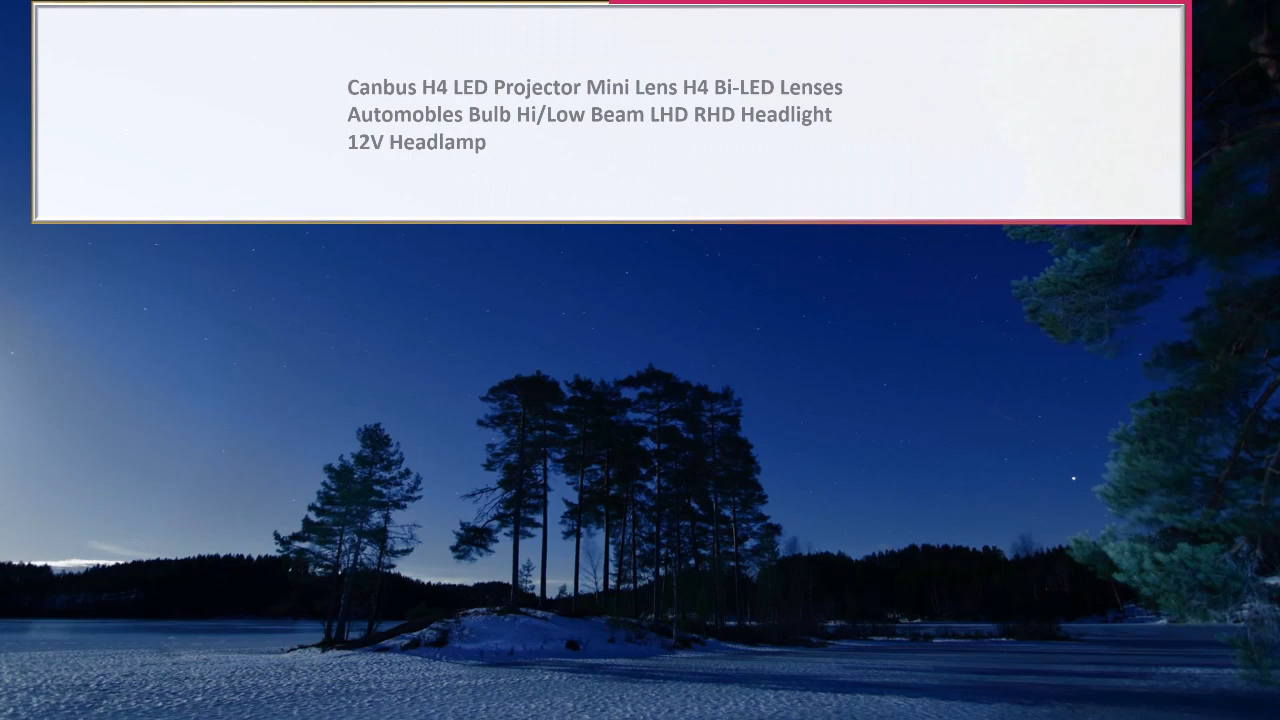 Canbus H4 LED Projector Mini Lens H4 Bi-LED Lenses
Automobles Bulb Hi/Low Beam LHD RHD Headlight
12V Headlamp